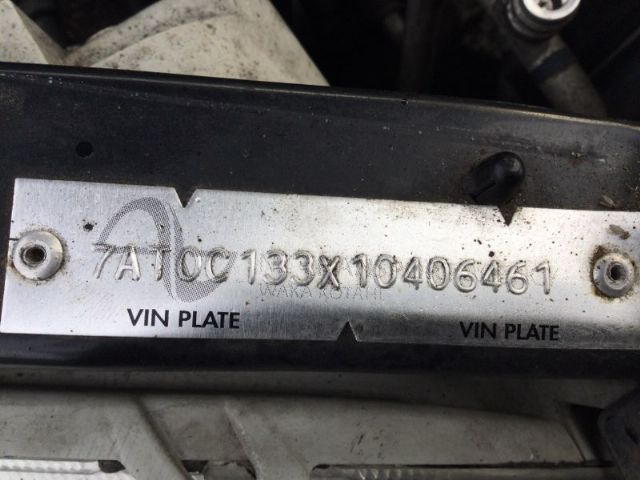 7AT0C133X10406461
WAKA KOTAHI
VIN PLATE VIN PLATE